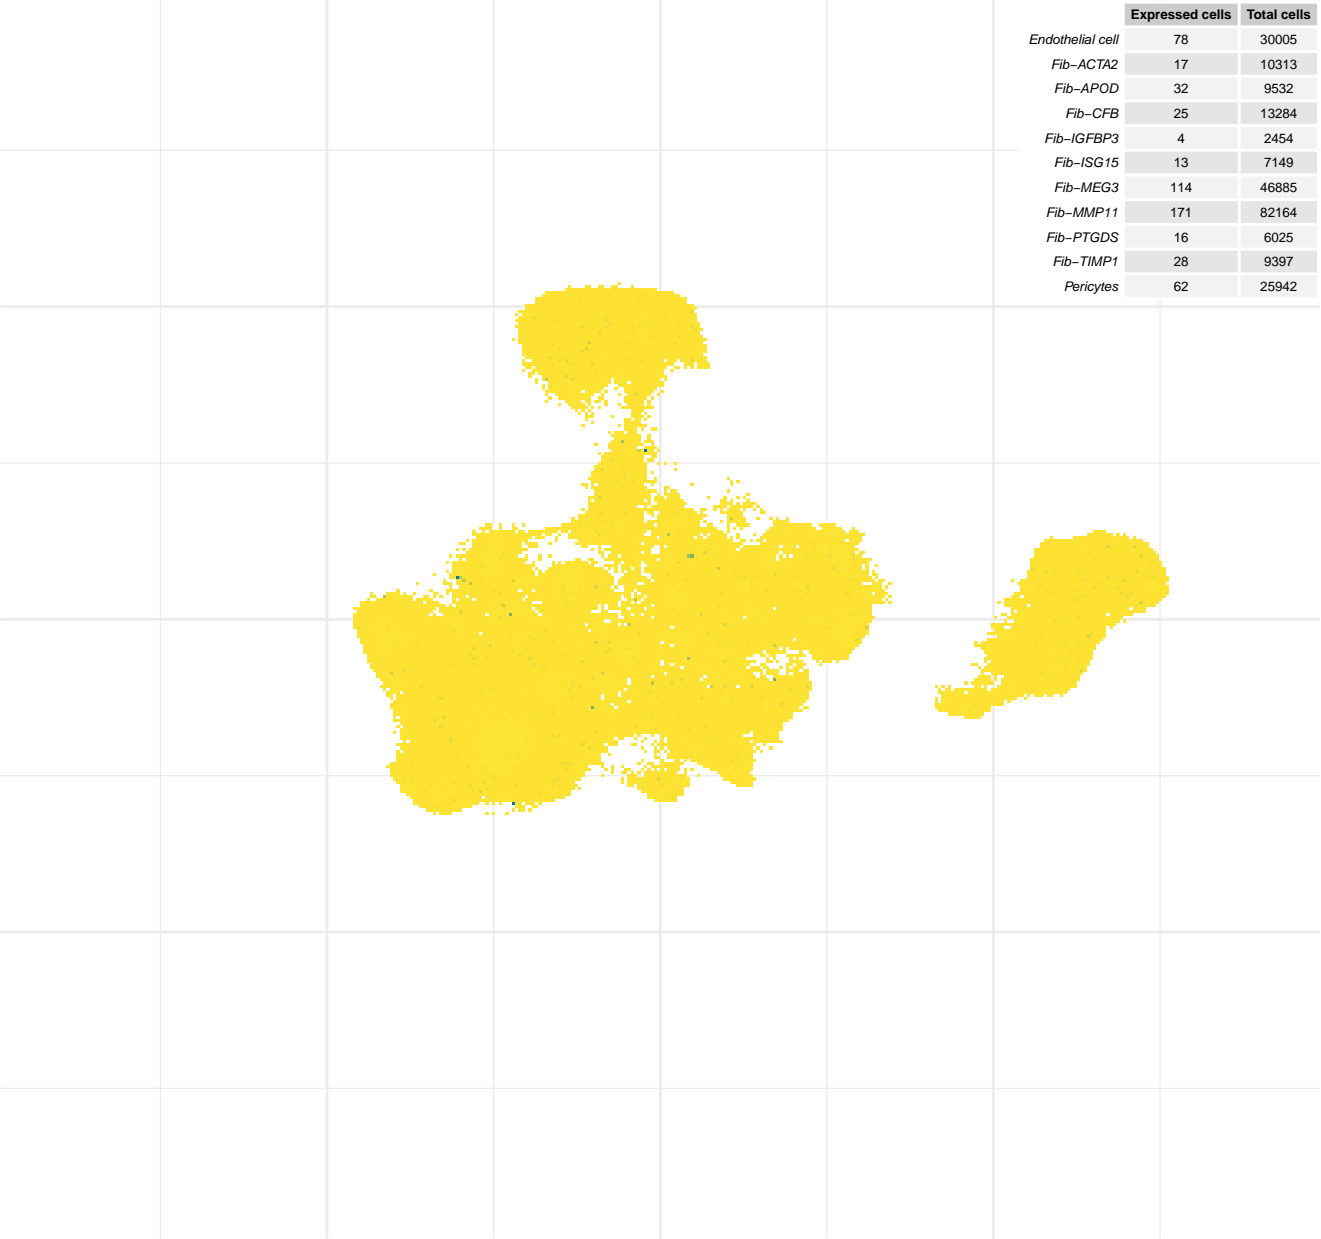 Expressed cells Total cells
Endothelial cell 78 30005
Fib−ACTA2 17 10313
Fib−APOD 32 9532
Fib−CFB 25 13284
Fib−IGFBP3 4 2454
Fib−ISG15 13 7149
Fib−MEG3 114 46885
Fib−MMP11 171 82164
Fib−PTGDS 16 6025
Fib−TIMP1 28 9397
Pericytes 62 25942